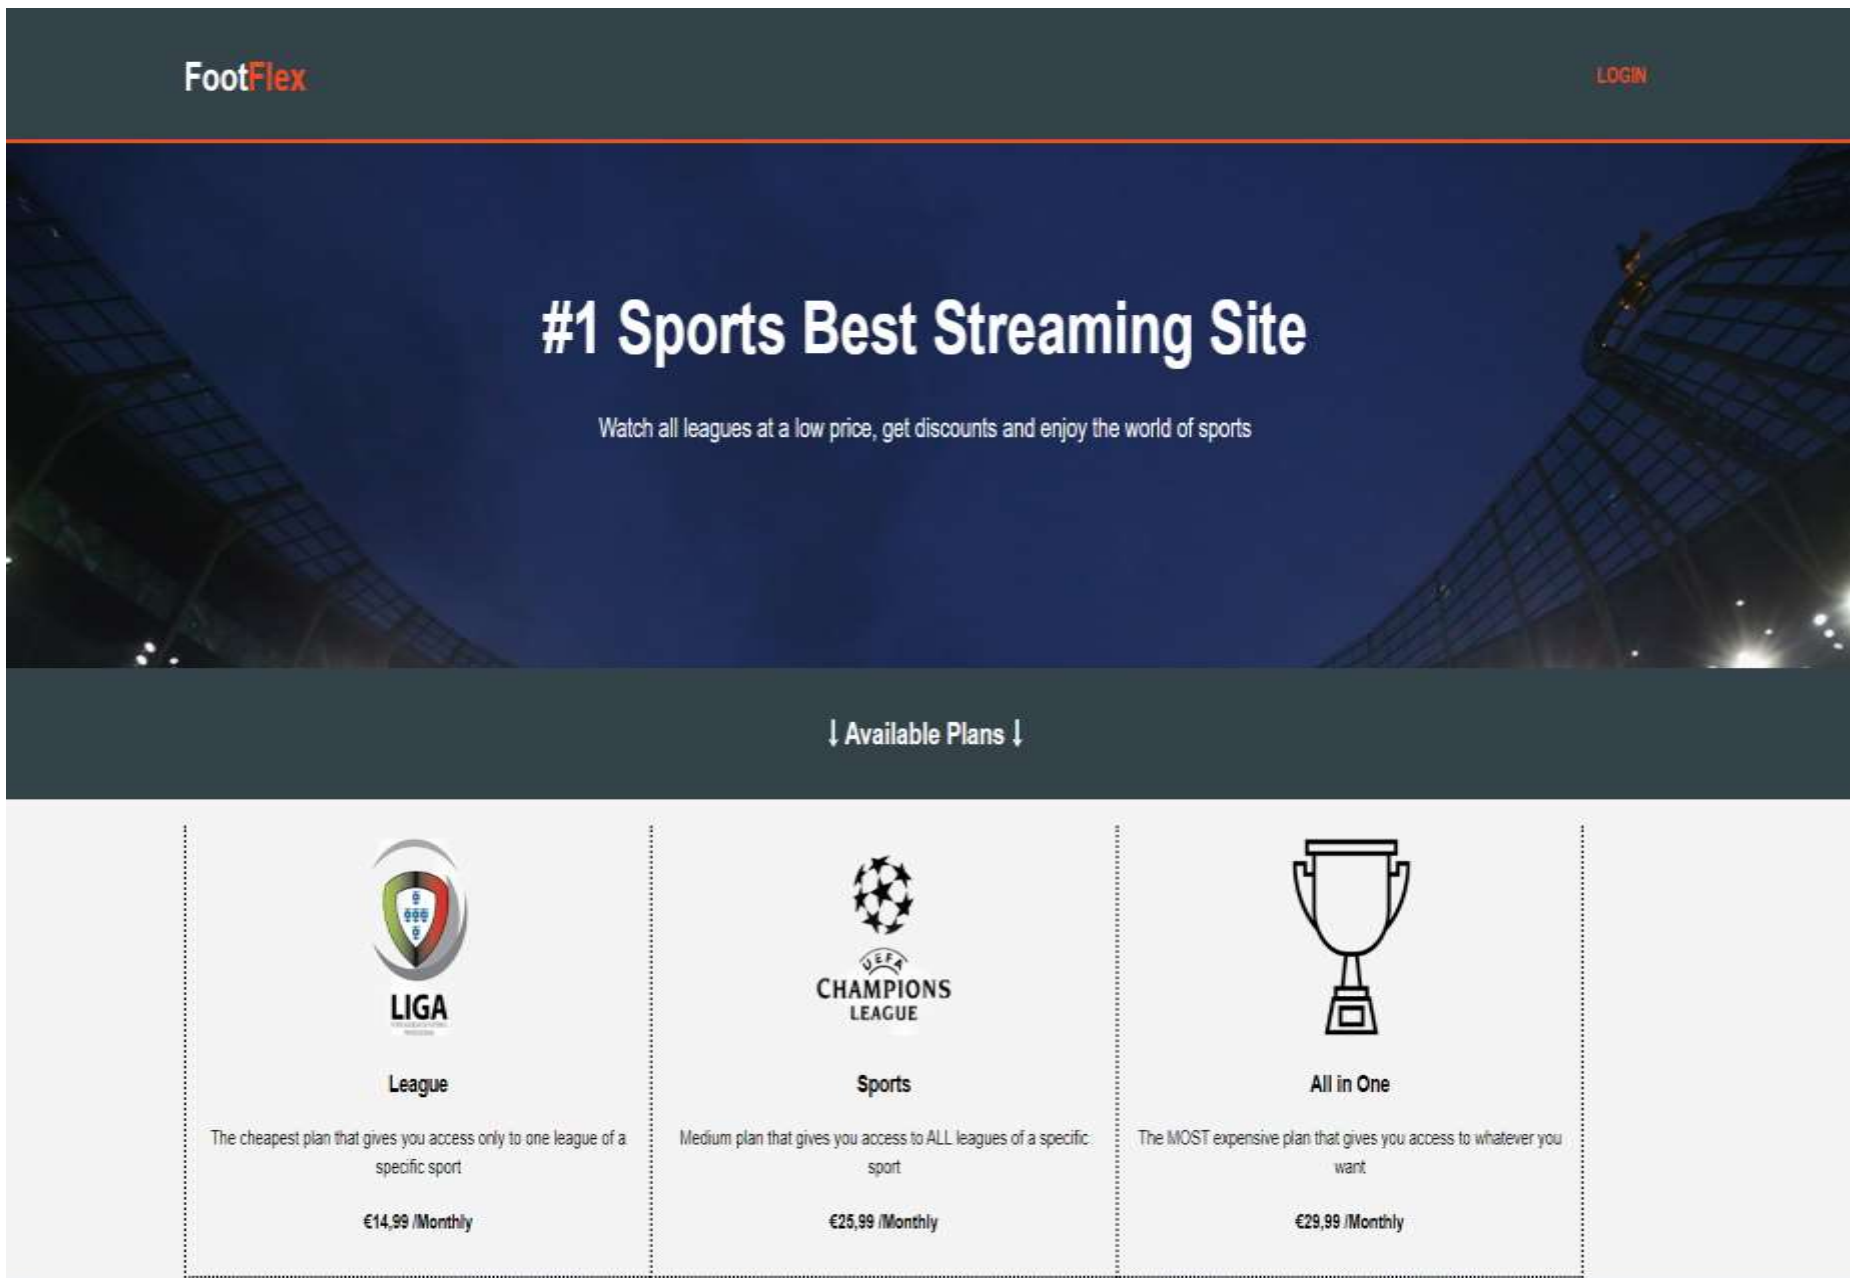 FootFlex
LOGIN
#1 Sports Best Streaming Site
Watch all leagues at a low price, get discounts and enjoy the world of sports
↓ Available Plans ↓
LIGA
UEFA
CHAMPIONS
LEAGUE
League
The cheapest plan that gives you access only to one league of a
specific sport
€14,99 /Monthly
Sports
Medium plan that gives you access to ALL leagues of a specific
sport
€25,99 /Monthly
All in One
The MOST expensive plan that gives you access to whatever you
want
€29,99 /Monthly